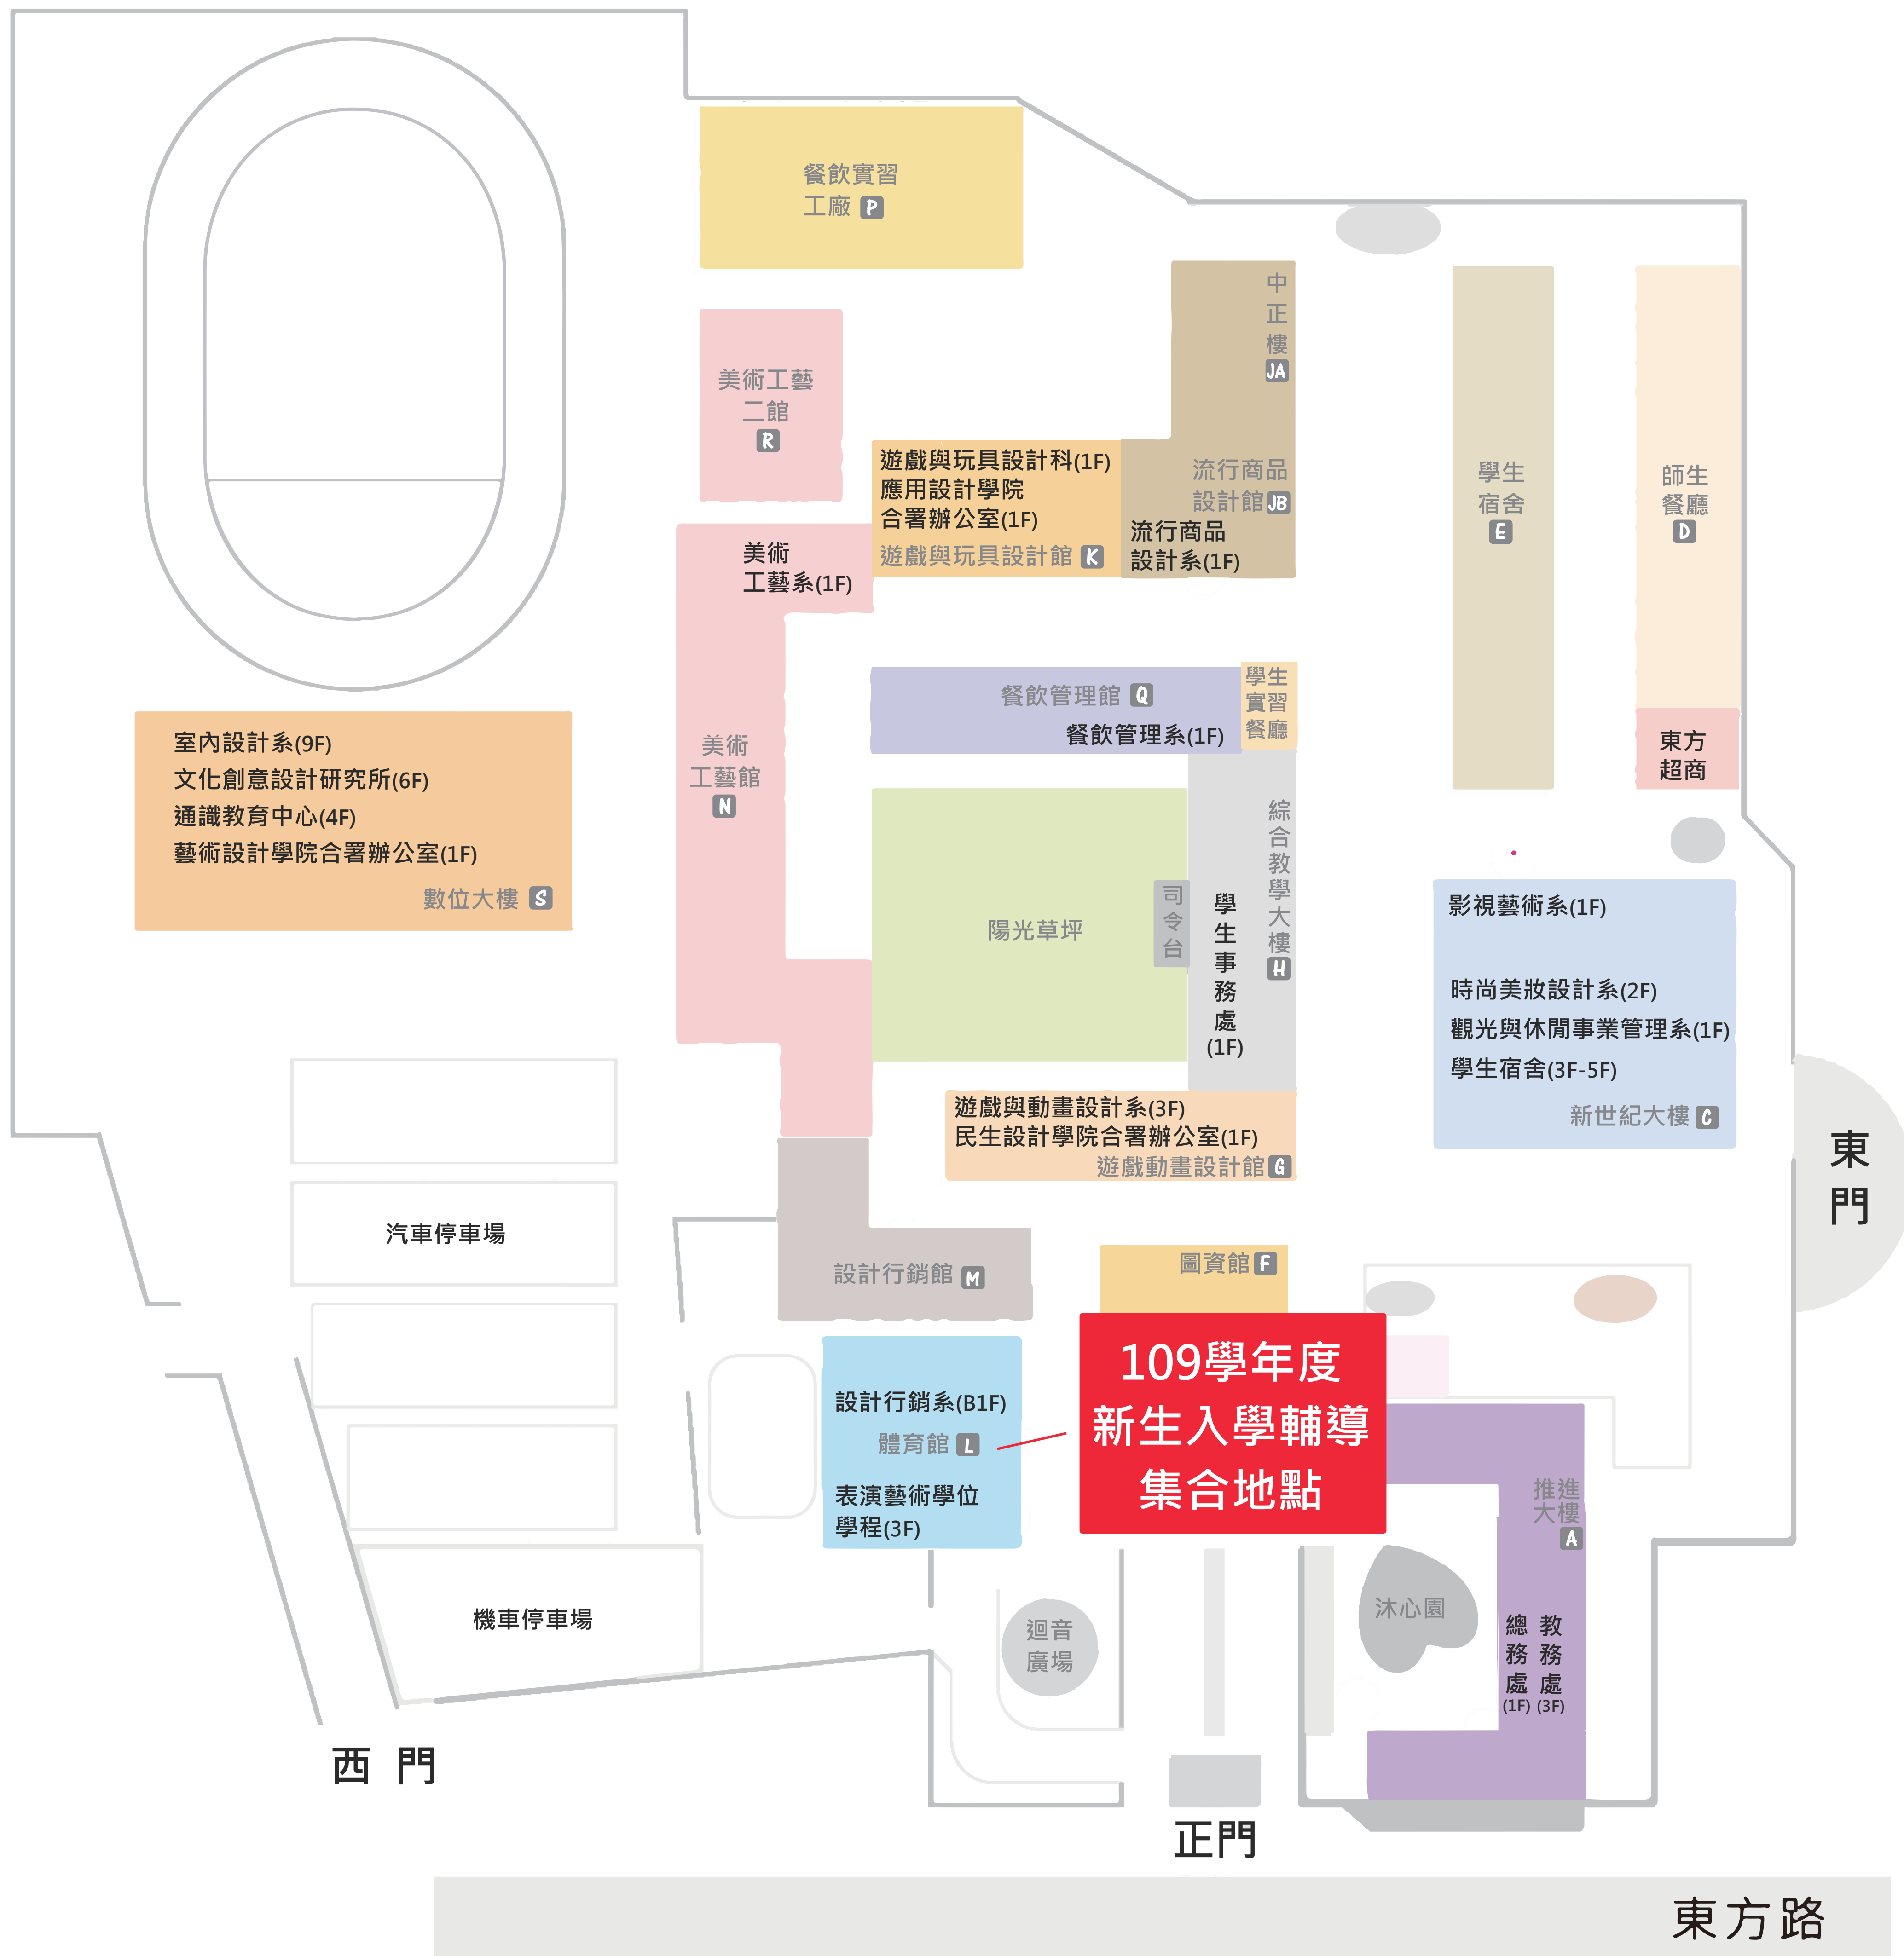 餐飲實習
工廠 P
中
正
樓
JA
美術工藝
二館
R
遊戲與玩具設計科(1F)
應用設計學院
合署辦公室(1F)
遊戲與玩具設計館 K
流行商品
設計館 JB
流行商品
設計系(1F)
學生
宿舍
E
師生
餐廳
D
美術
工藝系(1F)
餐飲管理館 Q
餐飲管理系(1F)
學生
實習
餐廳
東方
超商
室內設計系(9F)
文化創意設計研究所(6F)
通識教育中心(4F)
藝術設計學院合署辦公室(1F)
數位大樓 S
美術
工藝館
N
陽光草坪
司
令
台
學
生
事
務
處
(1F)
綜
合
教
學
大
樓
H
影視藝術系(1F)
時尚美妝設計系(2F)
觀光與休閒事業管理系(1F)
學生宿舍(3F-5F)
新世紀大樓 C
遊戲與動畫設計系(3F)
民生設計學院合署辦公室(1F)
遊戲動畫設計館 G
東
門
汽車停車場
設計行銷館 M
圖資館 F
109學年度
新生入學輔導
集合地點
設計行銷系(B1F)
體育館 L
表演藝術學位
學程(3F)
推進
大樓
A
機車停車場
迴音
廣場
沐心園
總
務
處
(1F)
教
務
處
(3F)
西 門
正門
東方路